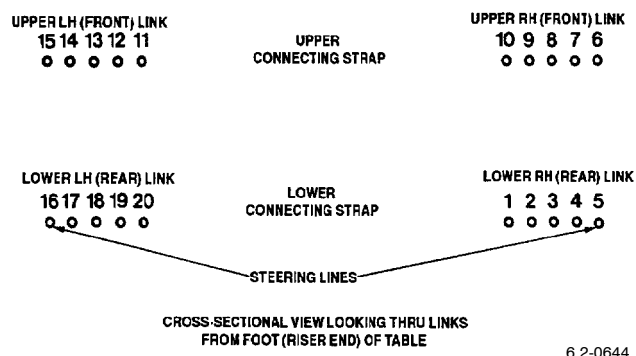 UPPER LH (FRONT) LINK
15 14 13 12 11
UPPER
CONNECTING STRAP
UPPER RH (FRONT) LINK
10 9 8 7 6
LOWER LH (REAR) LINK
16 17 18 19 20
LOWER
CONNECTING STRAP
LOWER RH (REAR) LINK
1 2 3 4 5
STEERING LINES
CROSS-SECTIONAL VIEW LOOKING THRU LINKS
FROM FOOT (RISER END) OF TABLE
6.2-0644